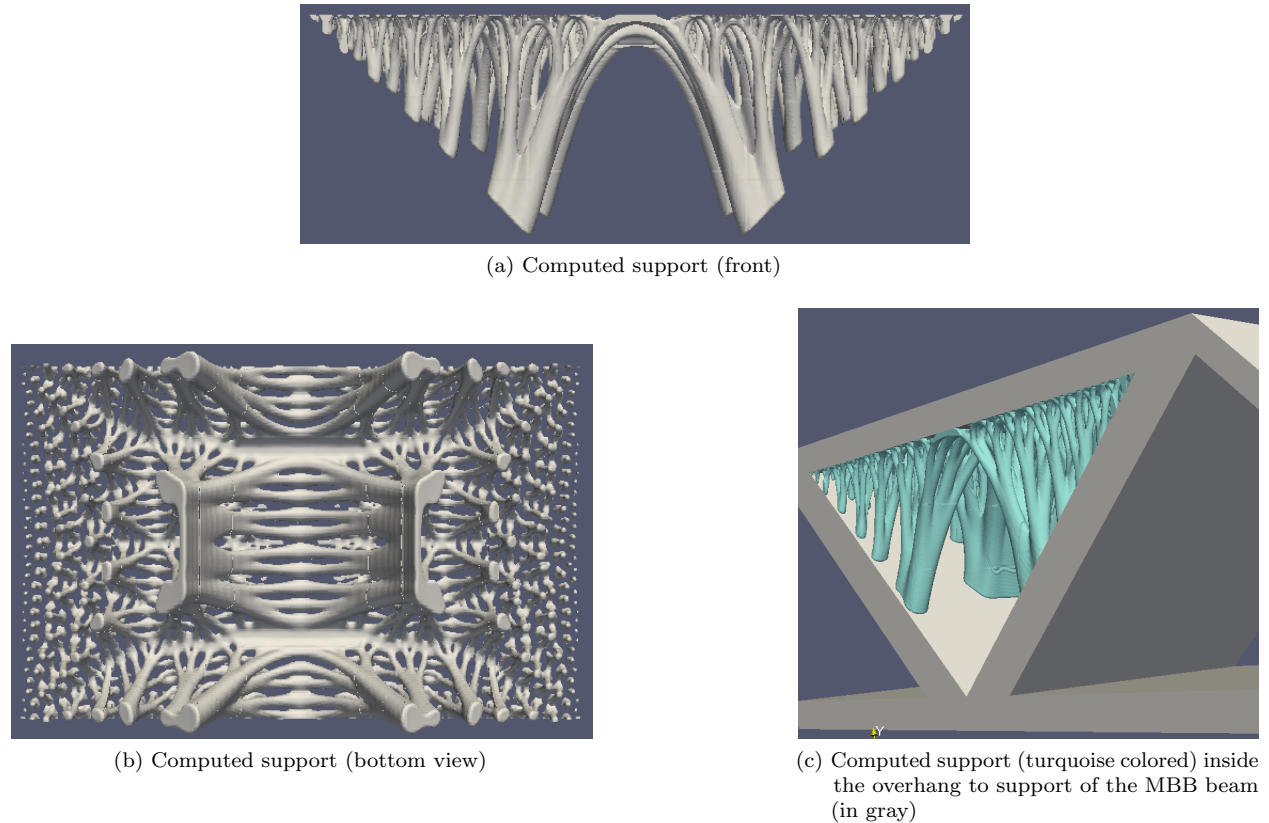 (a) Computed support (front)
(b) Computed support (bottom view)
Y
(c) Computed support (turquoise colored) inside
the overhang to support of the MBB beam
(in gray)